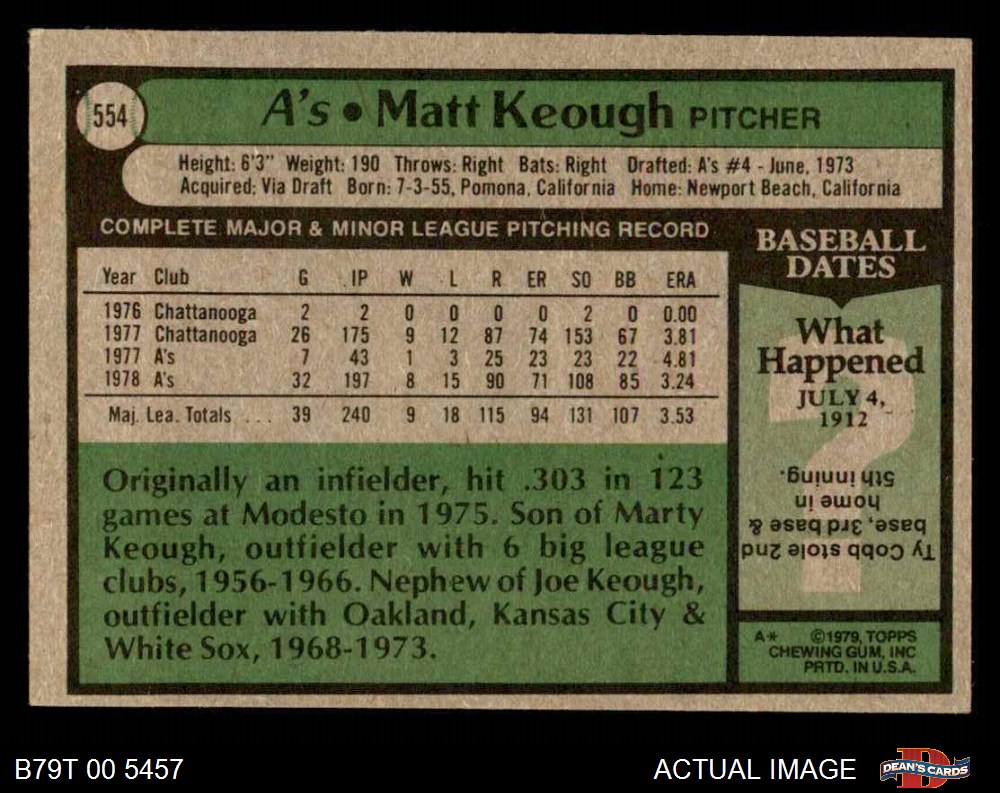 554
A's • Matt Keough PITCHER
Height: 6'3" Weight: 190 Throws: Right Bats: Right Drafted: A's #4 - June, 1973
Acquired: Via Draft Born: 7-3-55, Pomona, California Home: Newport Beach, California
COMPLETE MAJOR & MINOR LEAGUE PITCHING RECORD
Year Club G IP W L R ER SO BB ERA
1976 Chattanooga 2 2 0 0 0 0 2 0 0.00
1977 Chattanooga 26 175 9 12 87 74 153 67 3.81
1977 A's 7 43 1 3 25 23 23 22 4.81
1978 A's 32 197 8 15 90 71 108 85 3.24
Maj. Lea. Totals ... 39 240 9 18 115 94 131 107 3.53
Originally an infielder, hit .303 in 123
games at Modesto in 1975. Son of Marty
Keough, outfielder with 6 big league
clubs, 1956-1966. Nephew of Joe Keough,
outfielder with Oakland, Kansas City &
White Sox, 1968-1973.
BASEBALL
DATES
What
Happened
JULY 4,
1912
?
Ty Cobb stole 2nd
base, 3rd base &
home in
5th inning.
A* ©1979, TOPPS
CHEWING GUM, INC
PRTD. IN U.S.A.
B79T 00 5457
ACTUAL IMAGE
D
DEAN'S CARDS